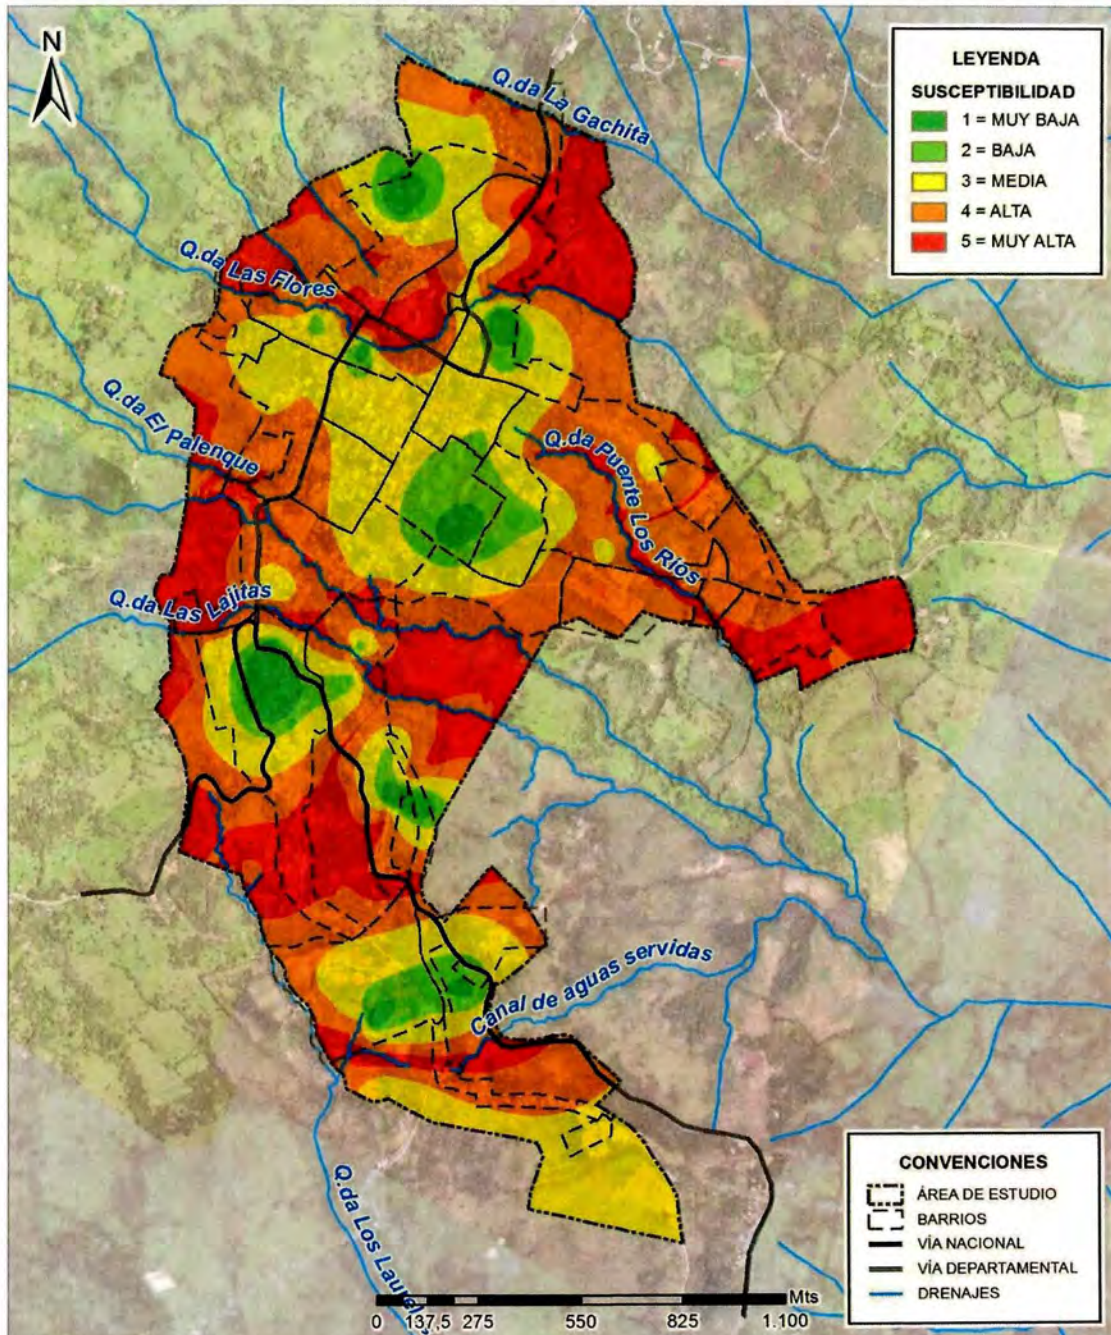 N
Q.da La Gachita
LEYENDA
SUSCEPTIBILIDAD
1 = MUY BAJA
2 = BAJA
3 = MEDIA
4 = ALTA
5 = MUY ALTA
Q.da Las Flores
Q.da El Palenque
Q.da Puente Los Ríos
Q.da Las Lajitas
Canal de aguas servidas
Q.da Los Laurel
CONVENCIONES
ÁREA DE ESTUDIO
BARRIOS
VÍA NACIONAL
VÍA DEPARTAMENTAL
DRENAJES
Mts
0 137,5 275 550 825 1.100